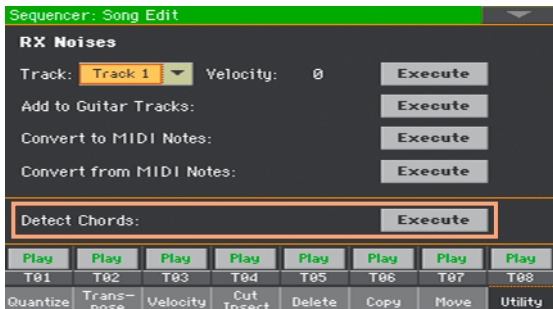 Sequencer: Song Edit
RX Noises
Track: Track 1 Velocity: 0 Execute
Add to Guitar Tracks: Execute
Convert to MIDI Notes: Execute
Convert from MIDI Notes: Execute
Detect Chords: Execute
Play Play Play Play Play Play Play Play
T01 T02 T03 T04 T05 T06 T07 T08
Quantize Trans- Velocity Cut Delete Copy Move Utility
pose Insect